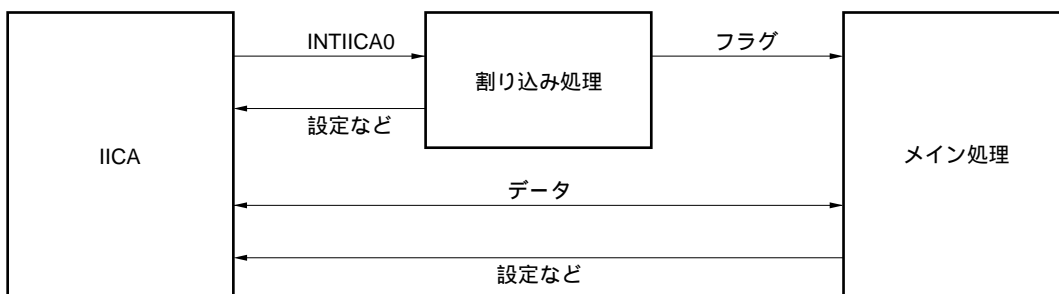 INTIICA0
フラグ
割り込み処理
設定など
IICA
メイン処理
データ
設定など